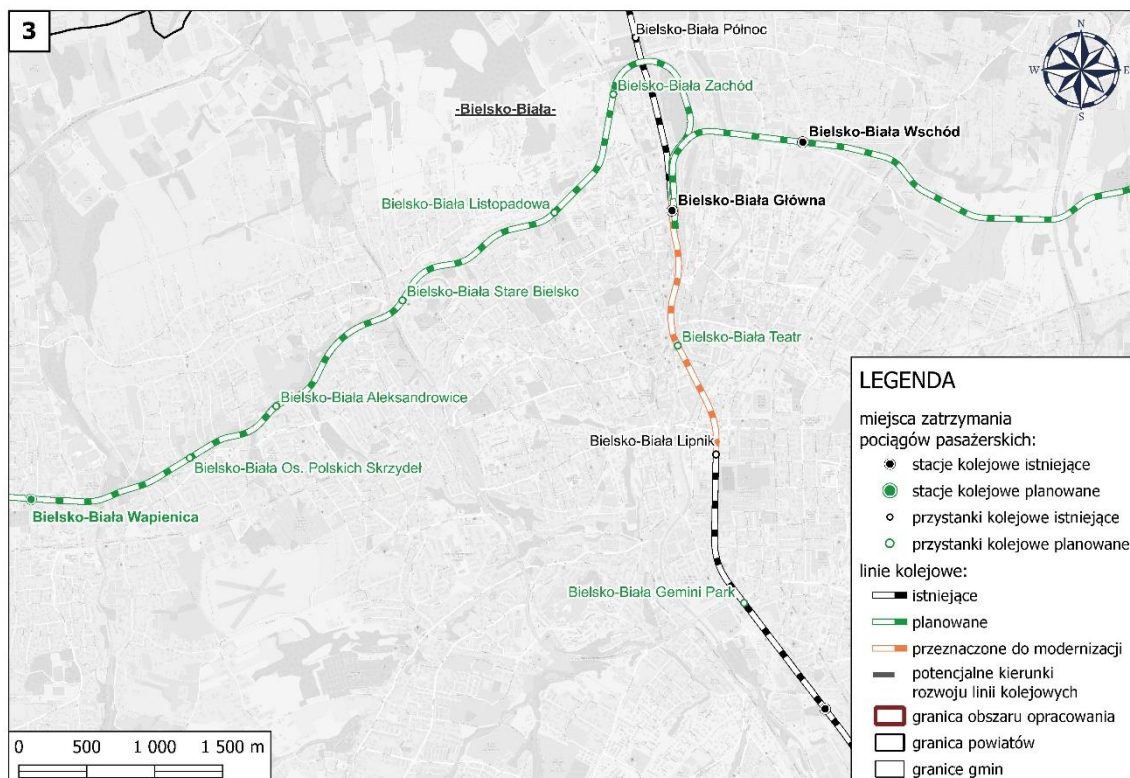 3
Bielsko-Biała Północ
N
W
E
S
Bielsko-Biała Zachód
-Bielsko-Biała-
Bielsko-Biała Wschód
Bielsko-Biała Listopadowa
Bielsko-Biała Główna
Bielsko-Biała Stare Bielsko
Bielsko-Biała Teatr
Bielsko-Biała Aleksandrowice
Bielsko-Biała Lipnik
Bielsko-Biała Os. Polskich Skrzydeł
Bielsko-Biała Wapienica
Bielsko-Biała Gemini Park
LEGENDA
miejsca zatrzymania
pociągów pasażerskich:
stacje kolejowe istniejące
stacje kolejowe planowane
przystanki kolejowe istniejące
przystanki kolejowe planowane
linie kolejowe:
istniejące
planowane
przeznaczone do modernizacji
potencjalne kierunki
rozwoju linii kolejowych
granica obszaru opracowania
granica powiatów
granice gmin
0 500 1 000 1 500 m